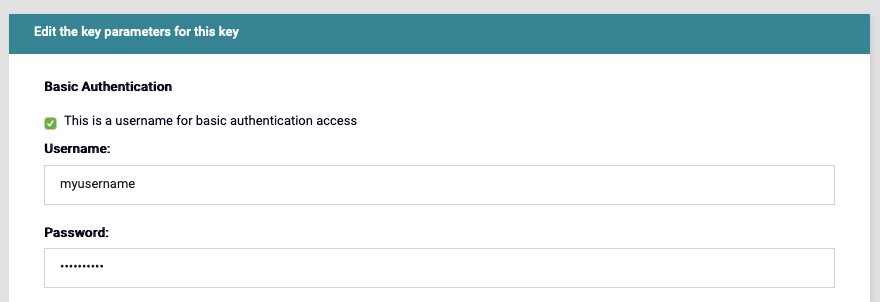 Edit the key parameters for this key
Basic Authentication
This is a username for basic authentication access
Username:
myusername
Password:
••••••••••